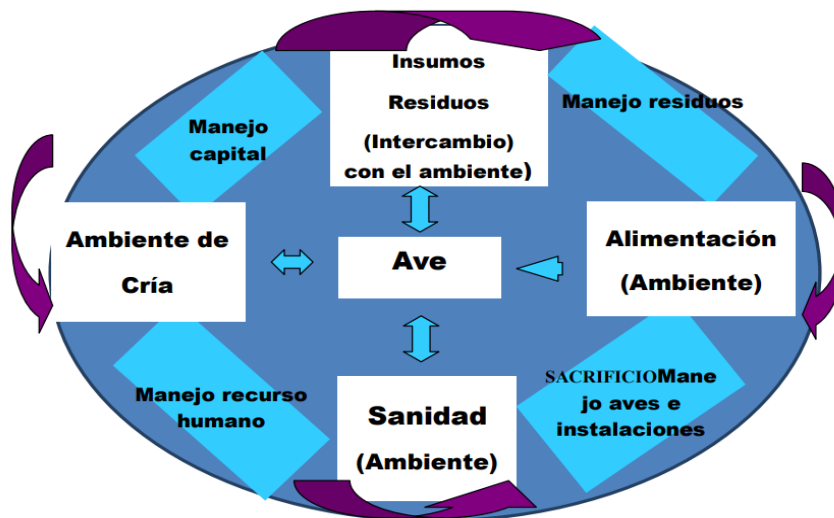 Insumos
Residuos
(Intercambio)
con el ambiente)
Manejo residuos
Manejo
capital
Ambiente de
Cría
Ave
Alimentación
(Ambiente)
Manejo recurso
humano
Sanidad
(Ambiente)
SACRIFICIOMane
jo aves e
instalaciones